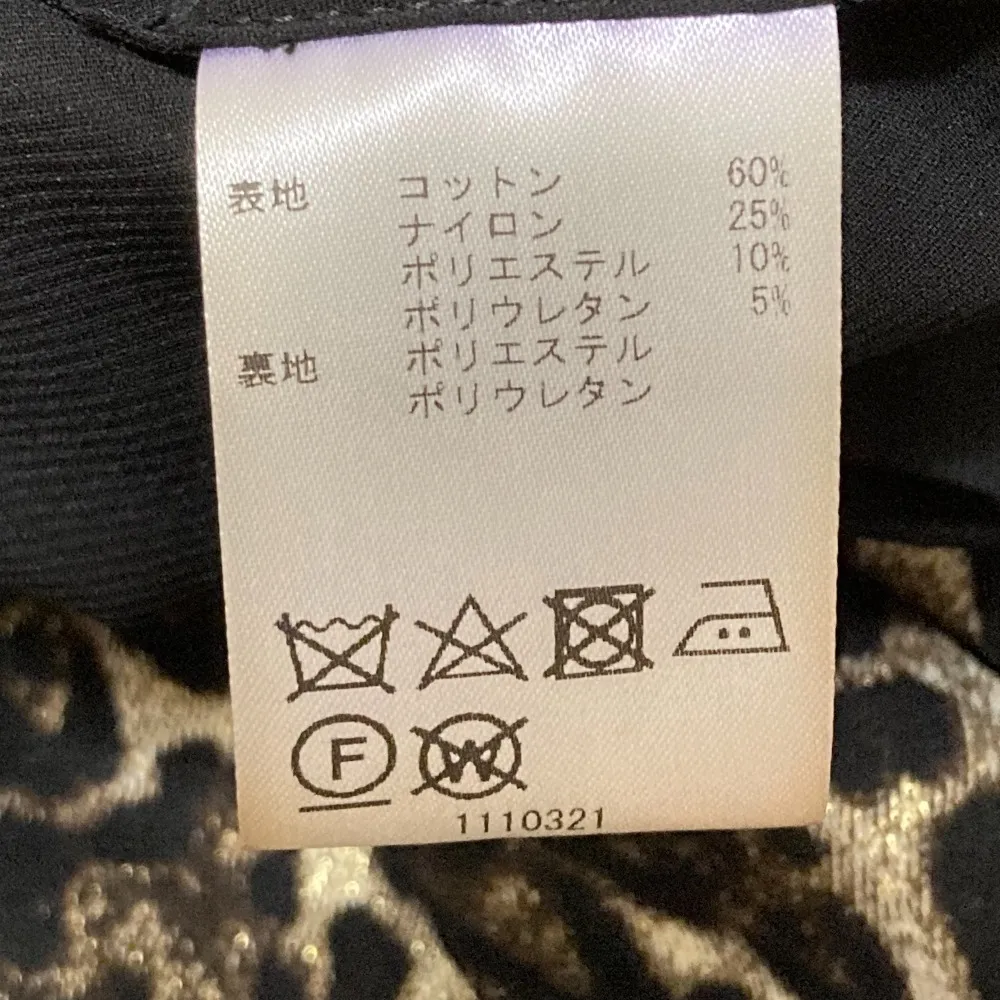 表地 コットン 60%
ナイロン 25%
ポリエステル 10%
ポリウレタン 5%
裏地 ポリエステル
ポリウレタン
F W
1110321